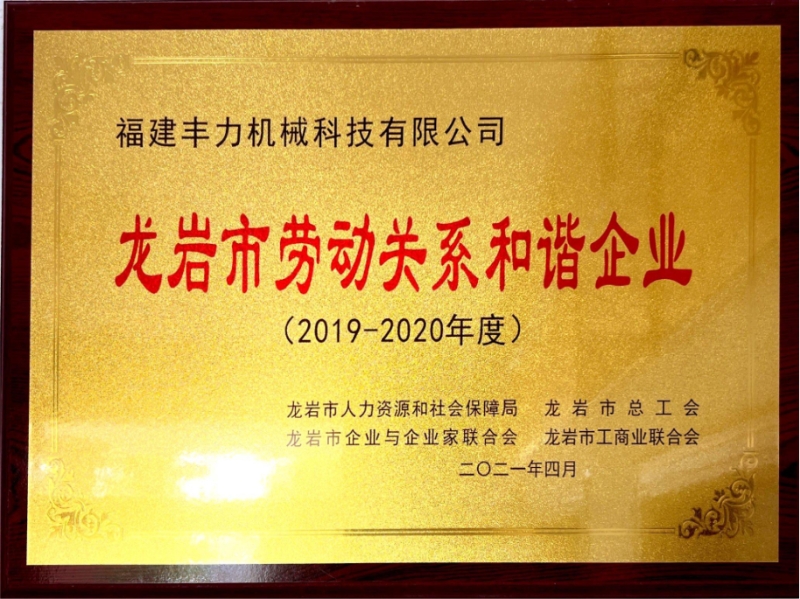 福建丰力机械科技有限公司
龙岩市劳动关系和谐企业
（2019-2020年度）
龙岩市人力资源和社会保障局 龙岩市总工会
龙岩市企业与企业家联合会 龙岩市工商业联合会
二〇二一年四月